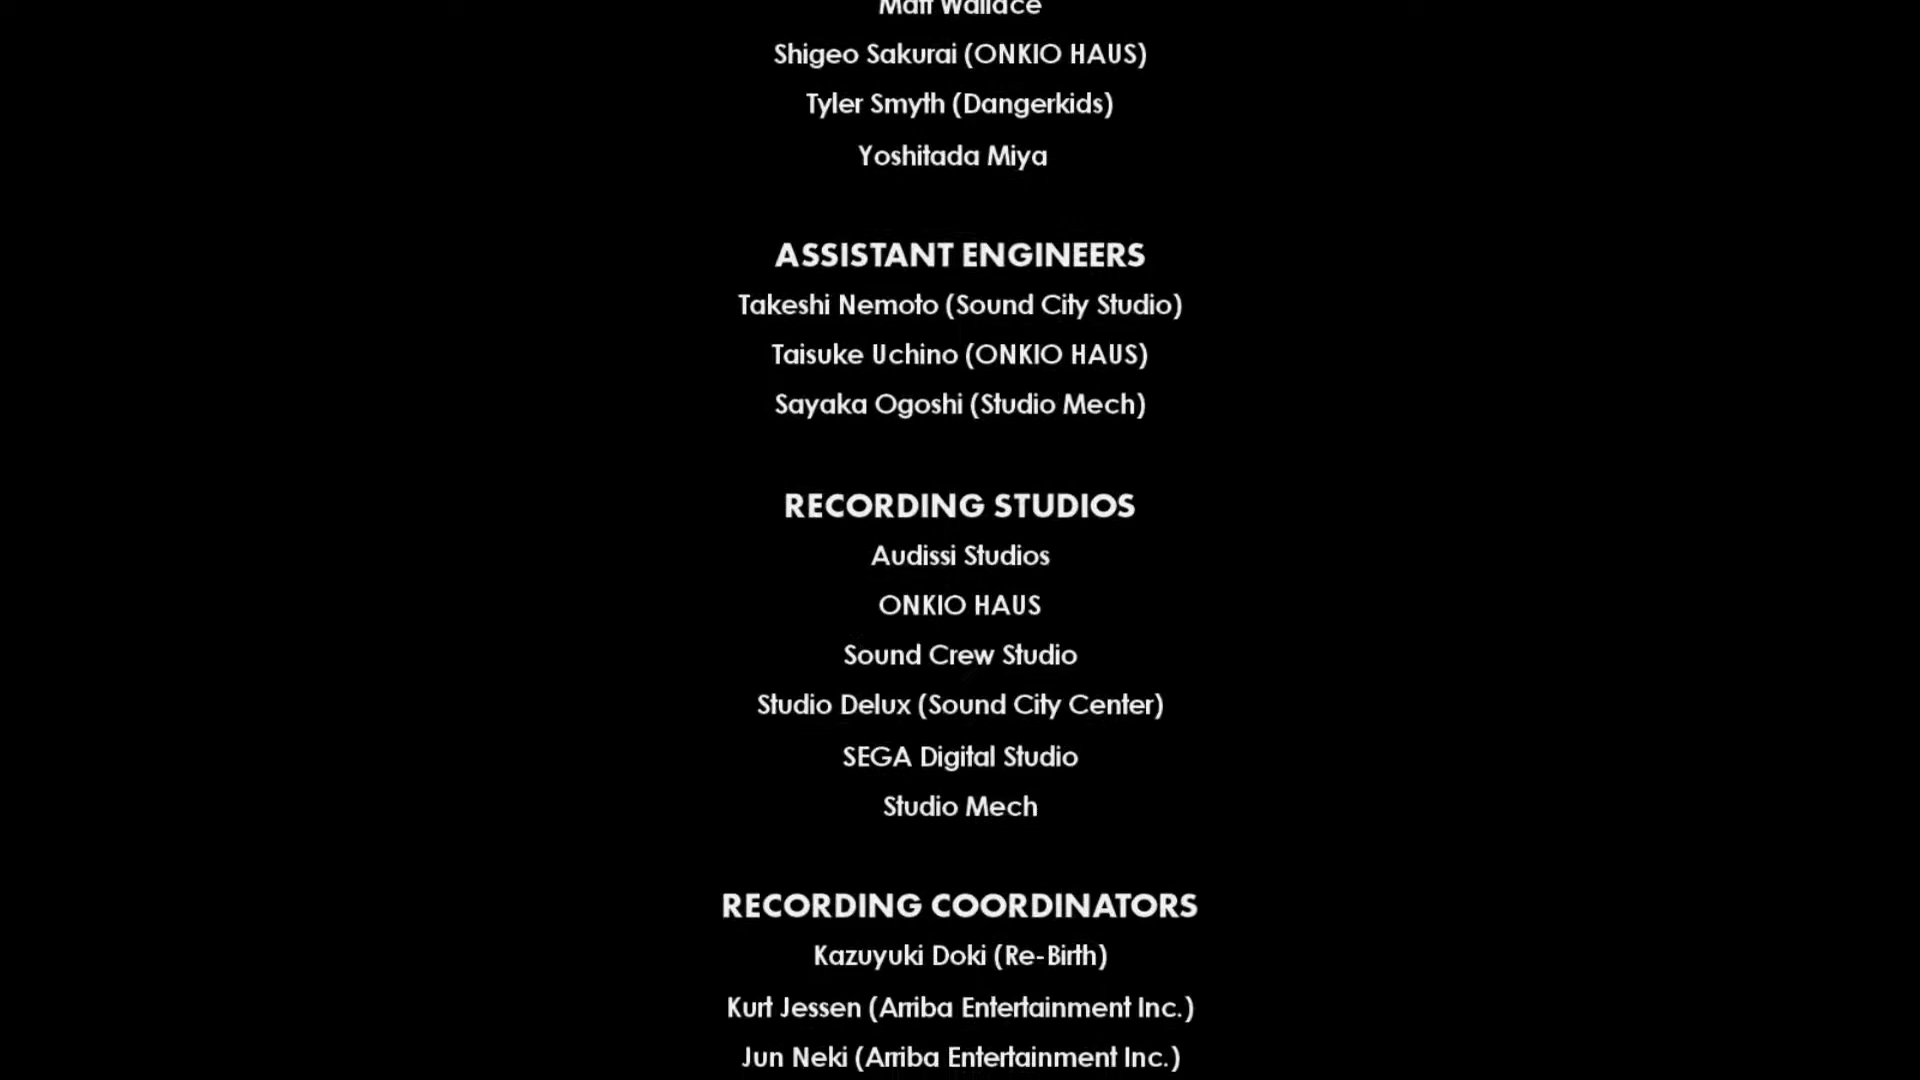 Matt Wallace
Shigeo Sakurai (ONKIO HAUS)
Tyler Smyth (Dangerkids)
Yoshitada Miya
ASSISTANT ENGINEERS
Takeshi Nemoto (Sound City Studio)
Taisuke Uchino (ONKIO HAUS)
Sayaka Ogoshi (Studio Mech)
RECORDING STUDIOS
Audissi Studios
ONKIO HAUS
Sound Crew Studio
Studio Delux (Sound City Center)
SEGA Digital Studio
Studio Mech
RECORDING COORDINATORS
Kazuyuki Doki (Re-Birth)
Kurt Jessen (Arriba Entertainment Inc.)
Jun Neki (Arriba Entertainment Inc.)